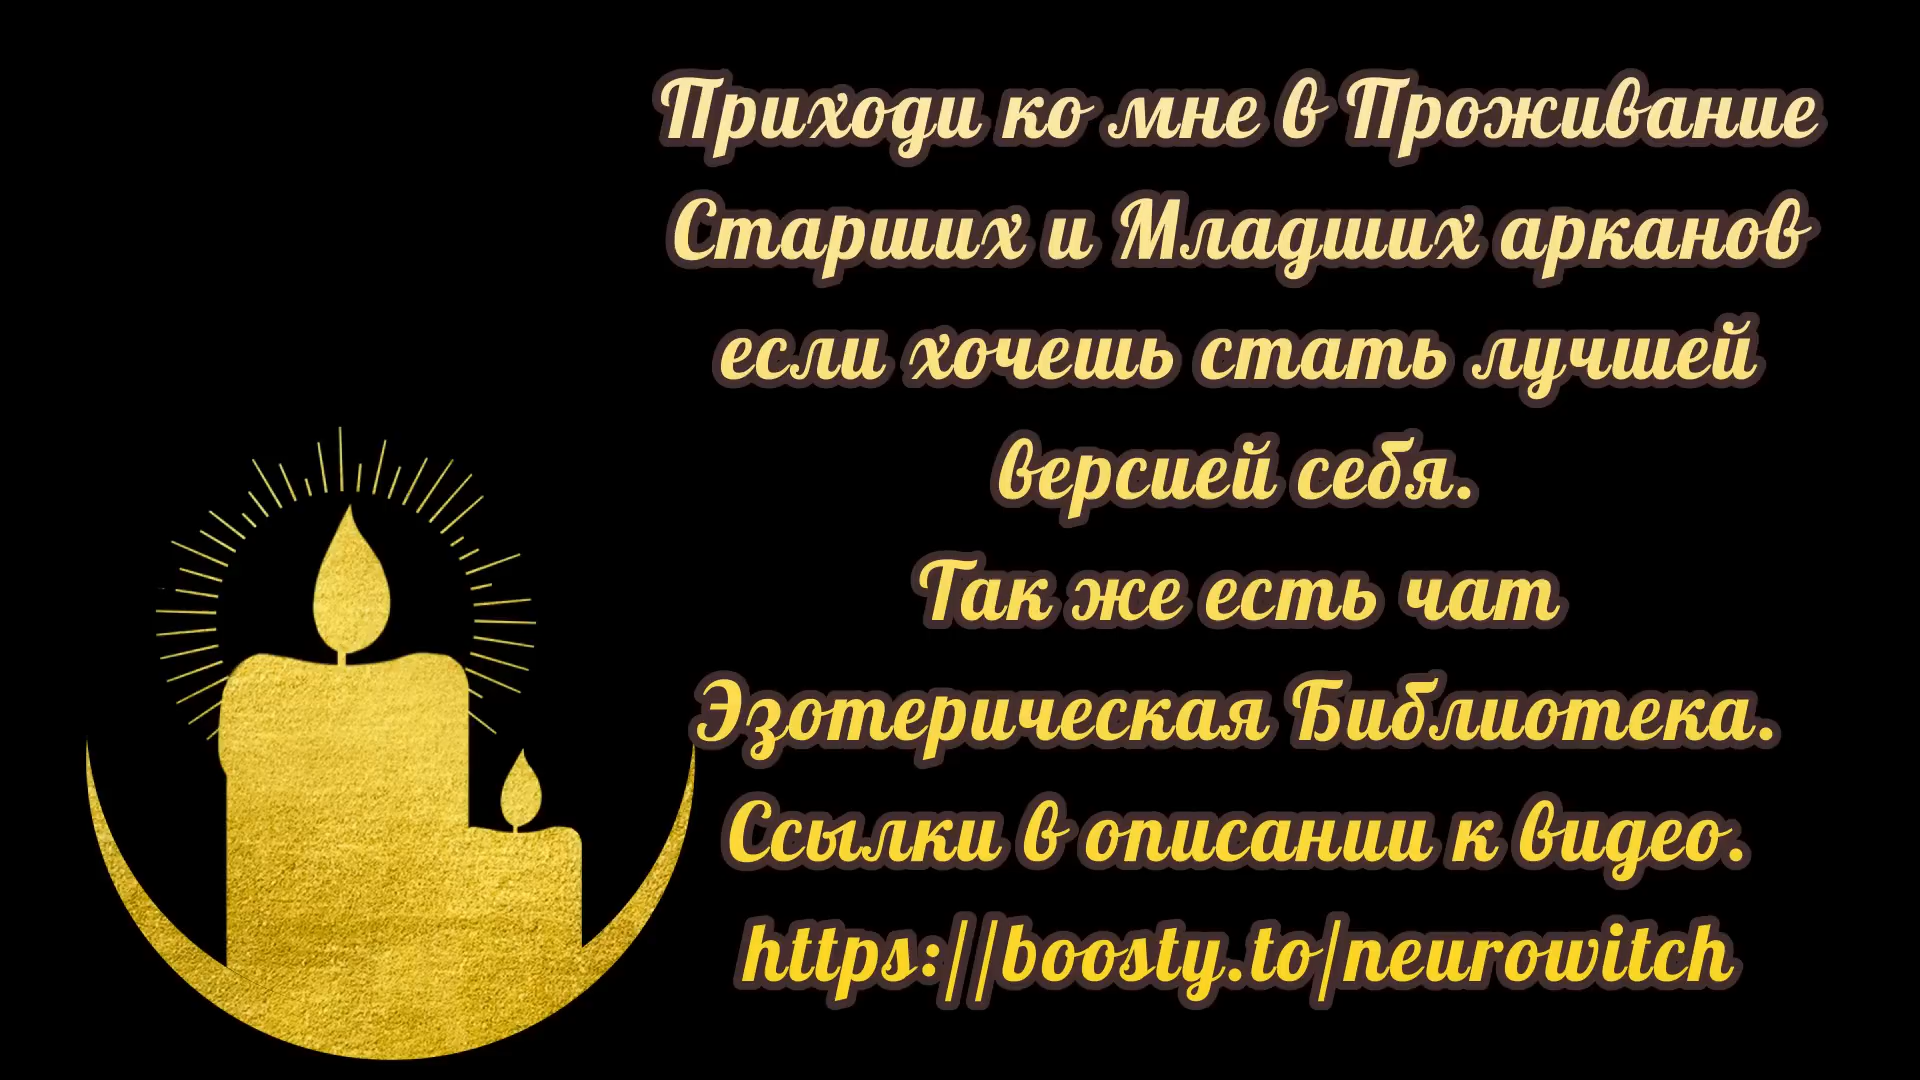 Приходи ко мне в Проживание
Старших и Младших арканов
если хочешь стать лучшей
версией себя.
Так же есть чат
Эзотерическая Библиотека.
Ссылки в описании к видео.
https://boosty.to/neurowitch